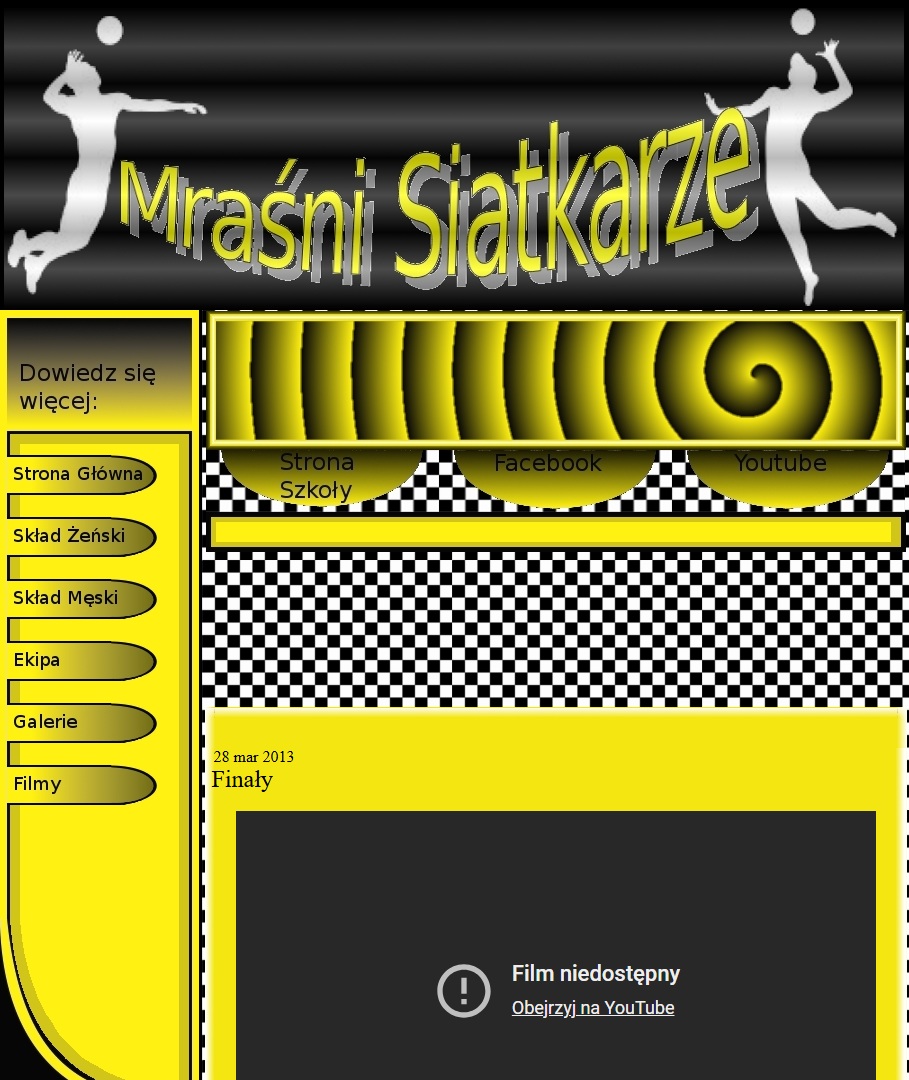 Mraśni Siatkarze
Dowiedz się
więcej:
Strona Główna
Skład Żeński
Skład Męski
Ekipa
Galerie
Filmy
Strona
Szkoły
Facebook
Youtube
28 mar 2013
Finały
Film niedostępny
Obejrzyj na YouTube